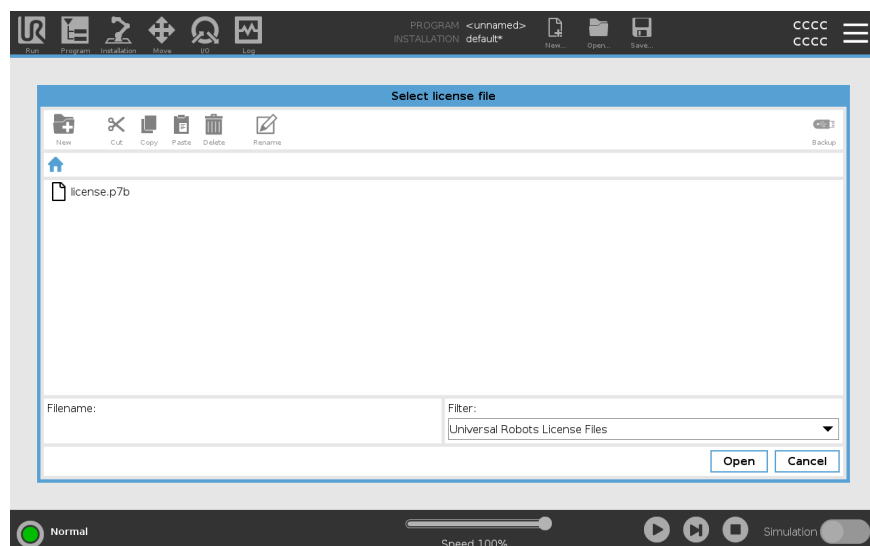 PROGRAM <unnamed>
INSTALLATION default*
CCCC
CCCC
Run Program Installation Move I/O Log New... Open... Save...
Select license file
New Cut Copy Paste Delete Rename Backup
license.p7b
Filename:
Filter:
Universal Robots License Files
Open Cancel
Normal
Speed 100%
Simulation